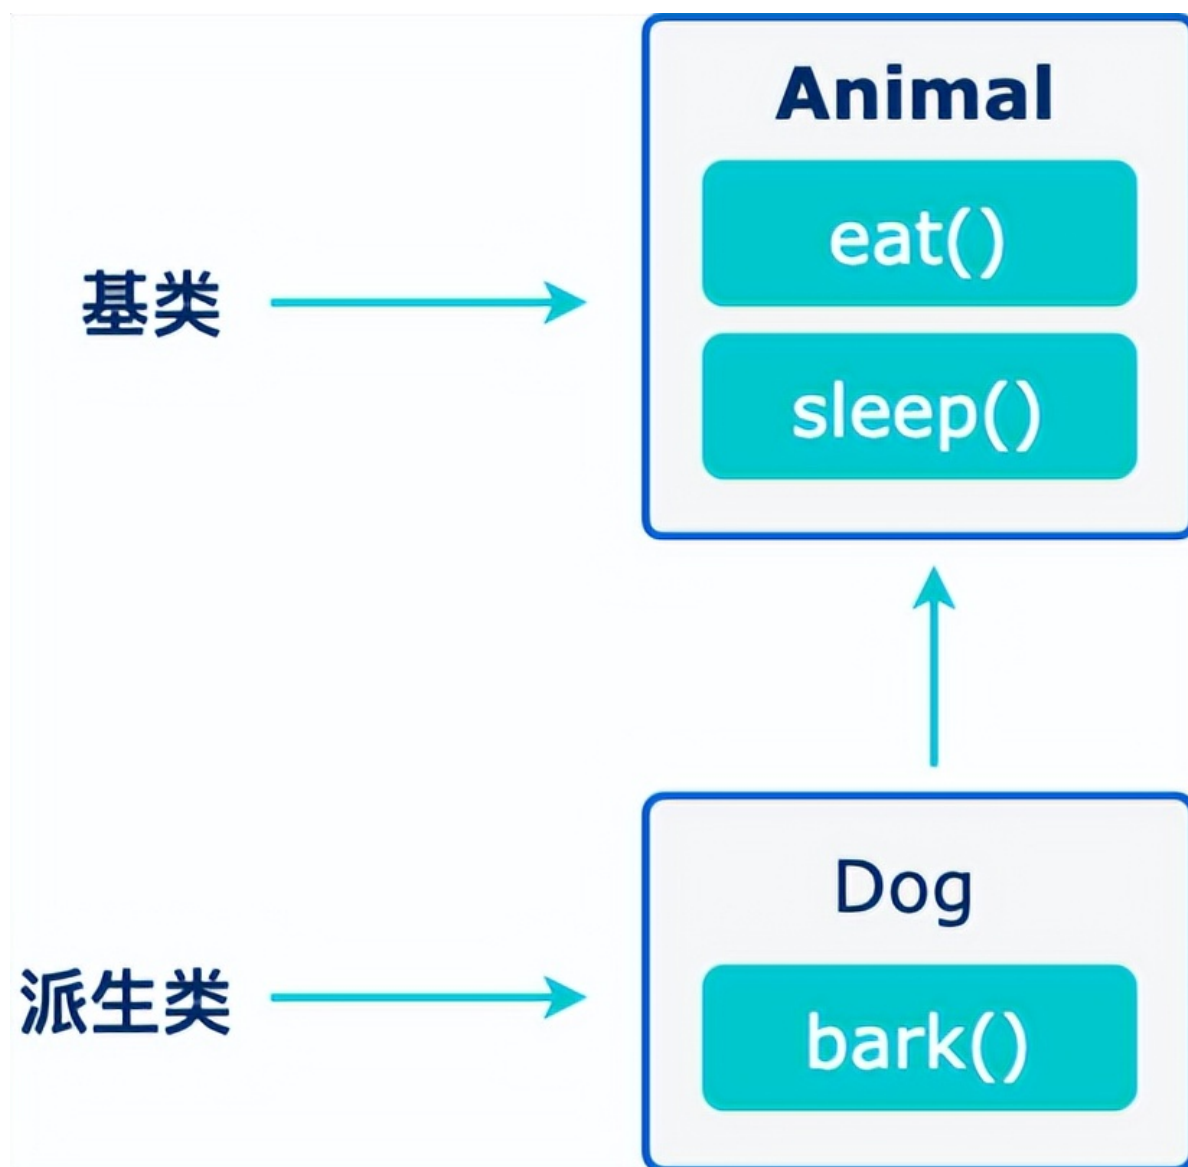 Animal
eat()
基类
sleep()
Dog
派生类
bark()